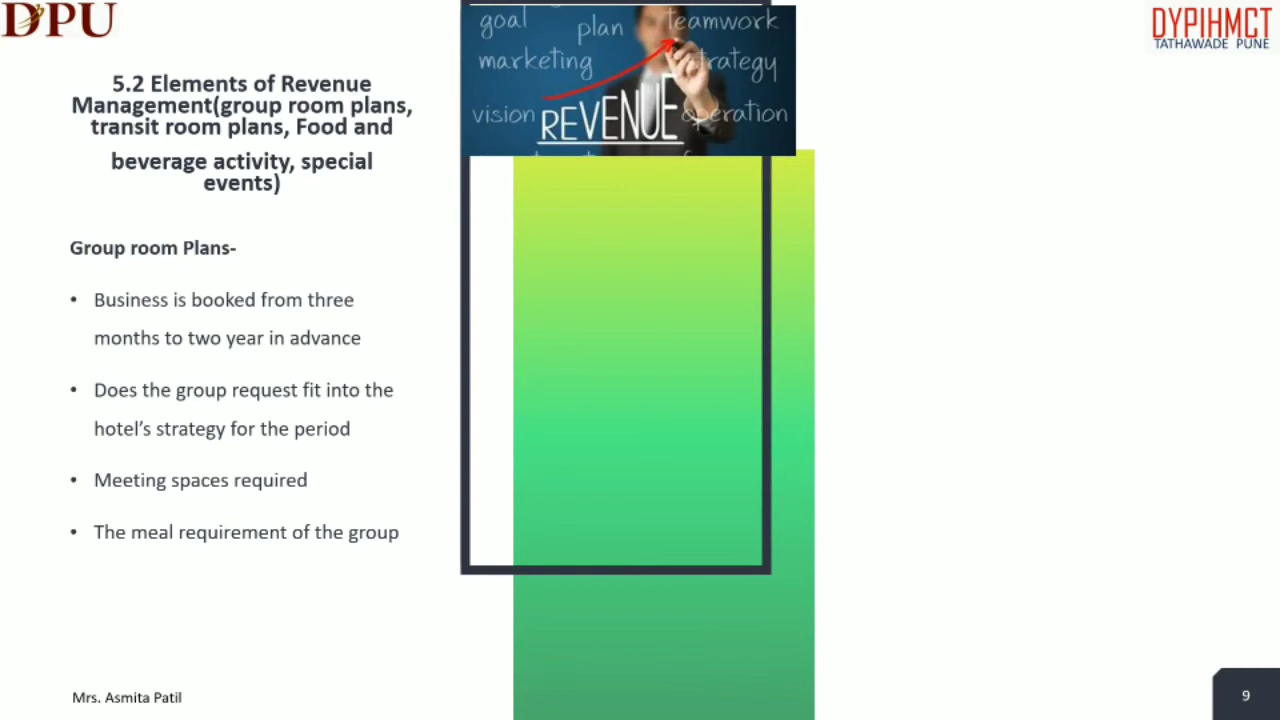 DPU
DYPIHMCT
TATHAWADE PUNE
goal
plan
teamwork
marketing
strategy
vision
REVENUE
operation
5.2 Elements of Revenue
Management(group room plans,
transit room plans, Food and
beverage activity, special
events)
Group room Plans-
• Business is booked from three
months to two year in advance
• Does the group request fit into the
hotel's strategy for the period
• Meeting spaces required
• The meal requirement of the group
Mrs. Asmita Patil
9